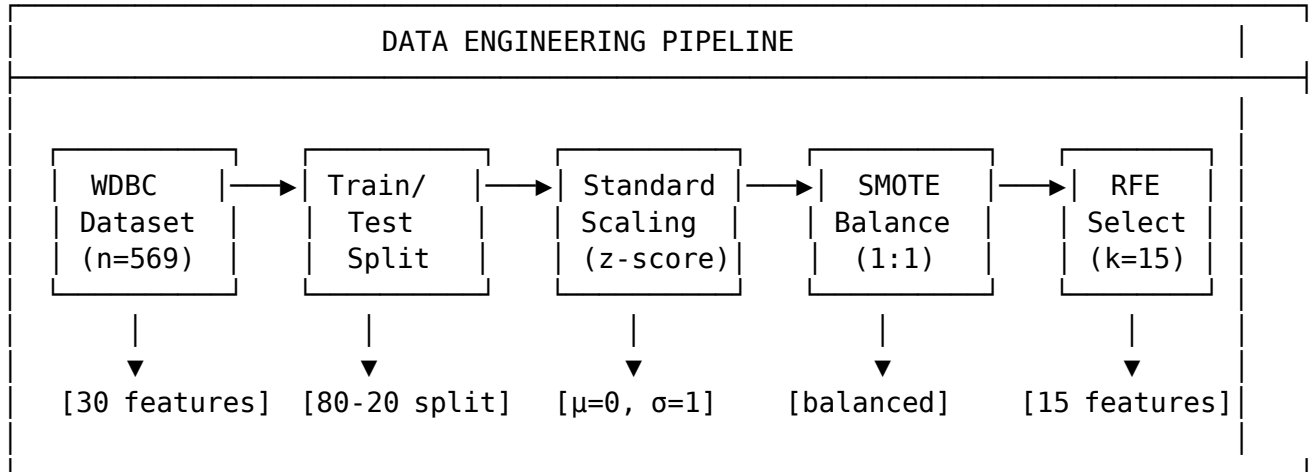 DATA ENGINEERING PIPELINE
WDBC Train/ Standard SMOTE RFE
Dataset Test Scaling Balance Select
(n=569) Split (z-score) (1:1) (k=15)
[30 features] [80-20 split] [μ=0, σ=1] [balanced] [15 features]